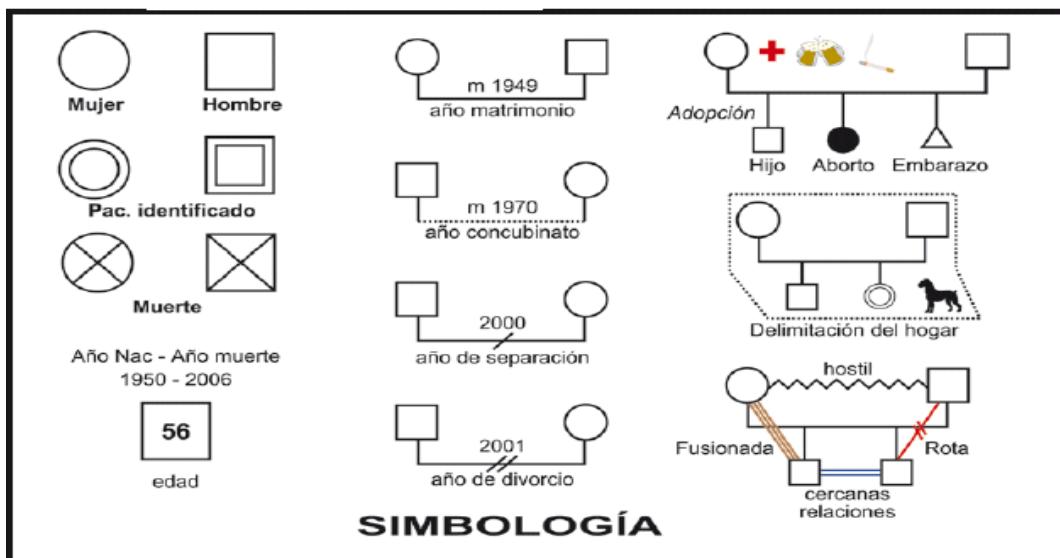 Mujer
Hombre
Pac. identificado
Muerte
Año Nac - Año muerte
1950 - 2006
56
edad
m 1949
año matrimonio
m 1970
año concubinato
2000
año de separación
2001
año de divorcio
Adopción
Hijo
Aborto
Embarazo
Delimitación del hogar
hostil
Fusionada
Rota
cercanas
relaciones
SIMBOLOGÍA